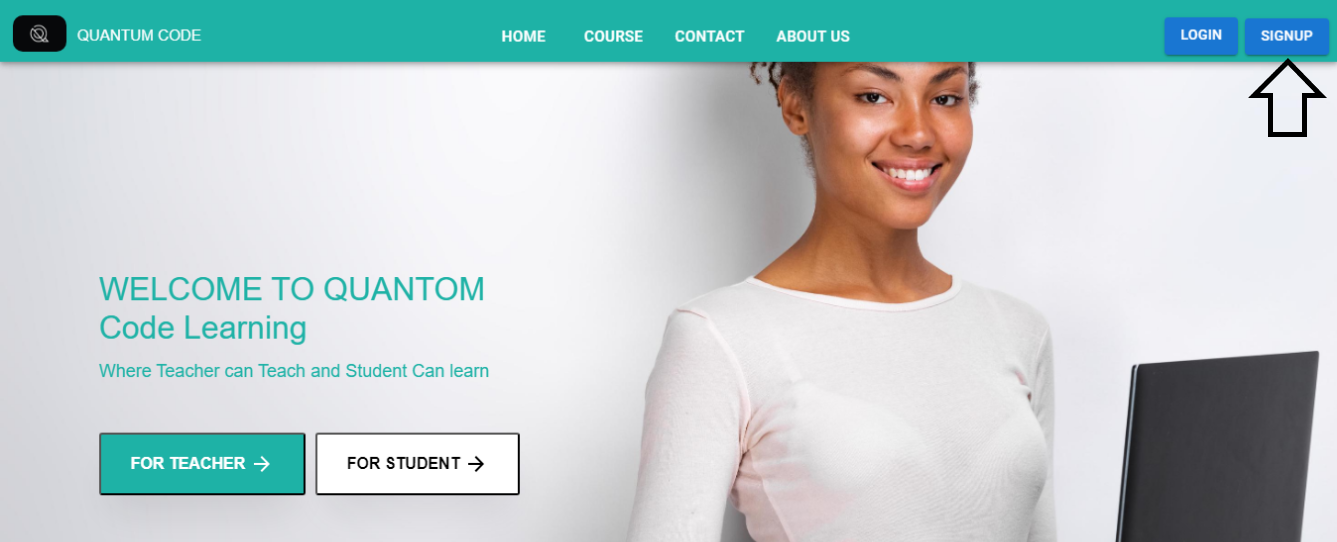 QUANTUM CODE
HOME COURSE CONTACT ABOUT US
LOGIN SIGNUP
WELCOME TO QUANTOM
Code Learning
Where Teacher can Teach and Student Can learn
FOR TEACHER → FOR STUDENT →